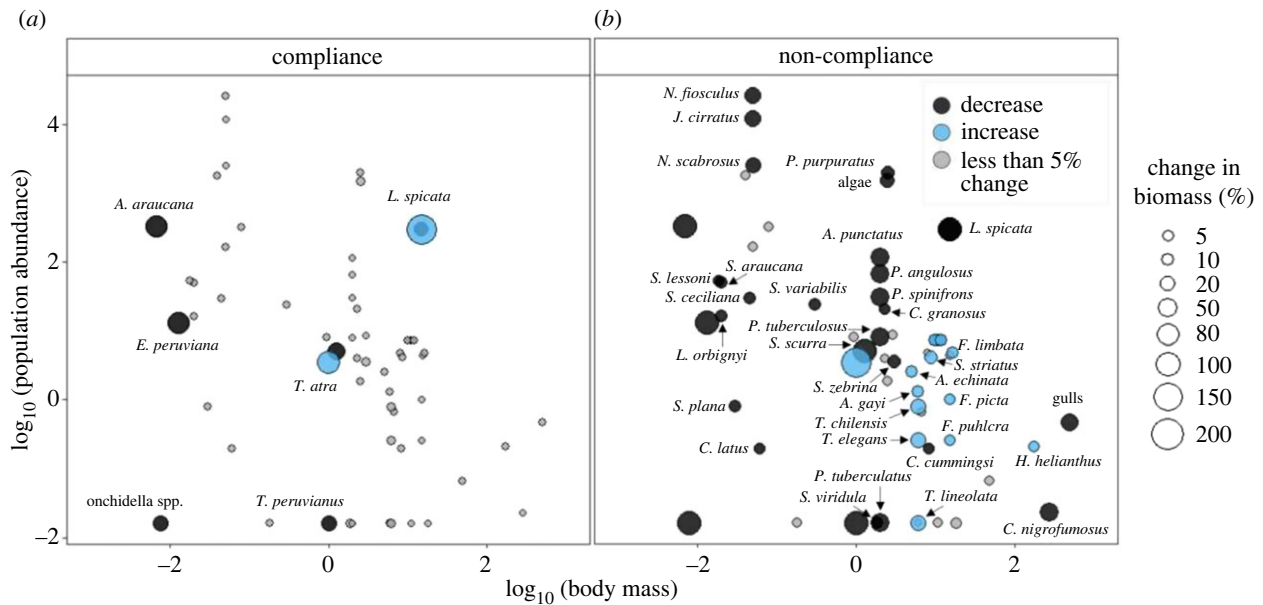 (a)
(b)
compliance
non-compliance
log10 (population abundance)
4
2
0
−2
A. araucana
L. spicata
E. peruviana
T. atra
onchidella spp.
T. peruvianus
−2
0
2
N. fiosculus
J. cirratus
N. scabrosus
P. purpuratus
algae
decrease
increase
less than 5%
change
A. punctatus
L. spicata
S. araucana
S. lessoni
P. angulosus
S. variabilis
S. ceciliana
P. spinifrons
C. granosus
P. tuberculosus
S. scurra
L. orbignyi
F. limbata
S. striatus
S. zebrina
A. echinata
A. gayi
F. picta
gulls
S. plana
T. chilensis
F. puhlcra
T. elegans
C. latus
C. cummingsi
H. helianthus
P. tuberculatus
S. viridula
T. lineolata
C. nigrofumosus
−2
0
2
log10 (body mass)
change in
biomass (%)
5
10
20
50
80
100
150
200